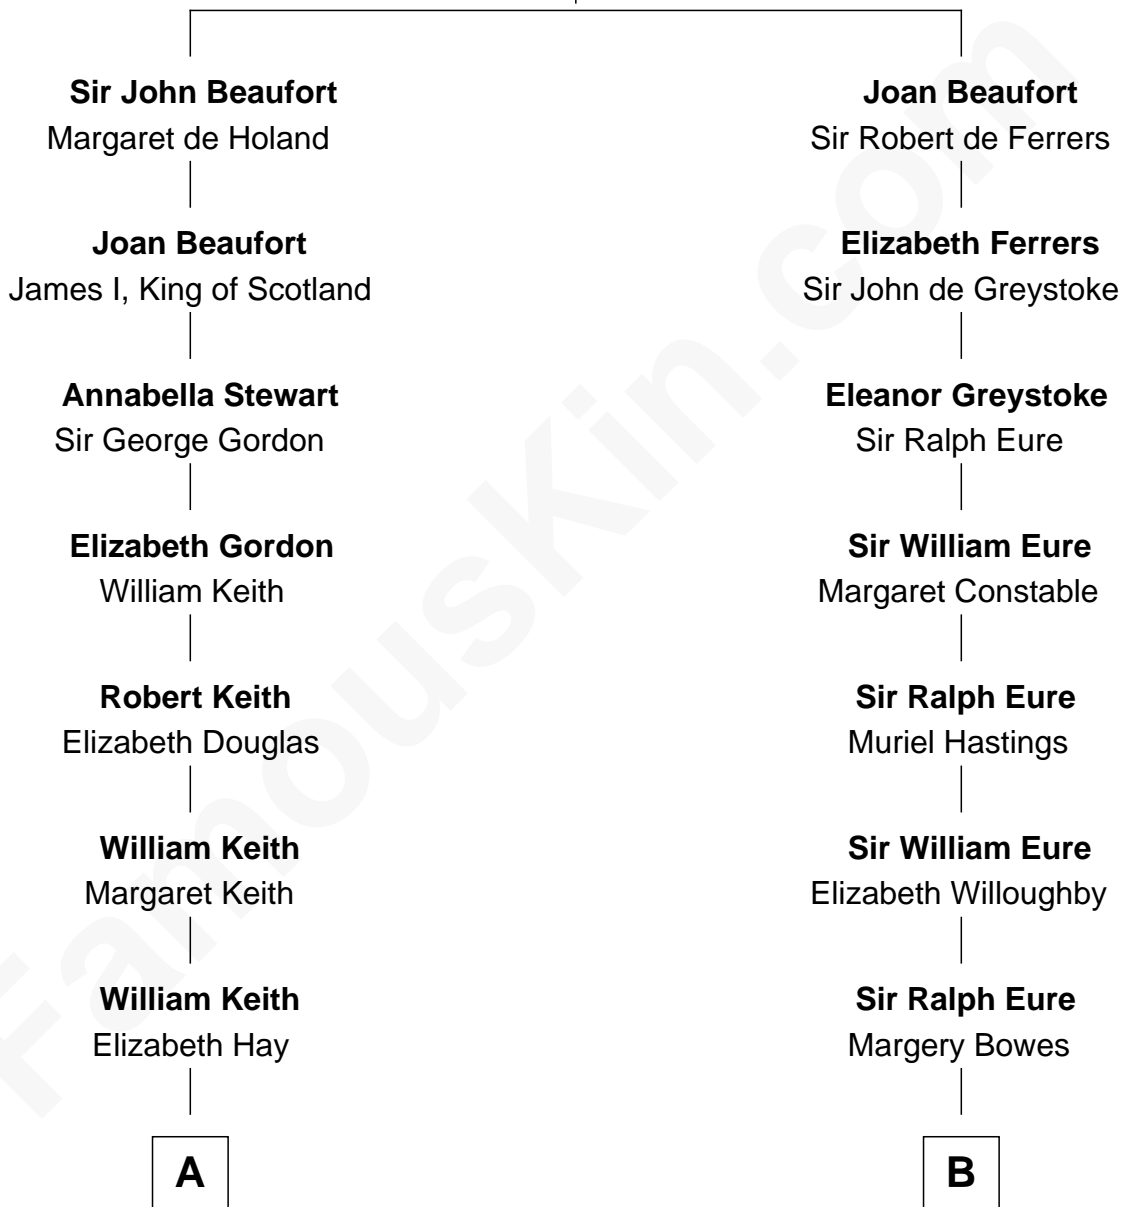 Sir John Beaufort
Margaret de Holand
Joan Beaufort
James I, King of Scotland
Annabella Stewart
Sir George Gordon
Elizabeth Gordon
William Keith
Robert Keith
Elizabeth Douglas
William Keith
Margaret Keith
William Keith
Elizabeth Hay
A
Joan Beaufort
Sir Robert de Ferrers
Elizabeth Ferrers
Sir John de Greystoke
Eleanor Greystoke
Sir Ralph Eure
Sir William Eure
Margaret Constable
Sir Ralph Eure
Muriel Hastings
Sir William Eure
Elizabeth Willoughby
Sir Ralph Eure
Margery Bowes
B
FamousKin.com